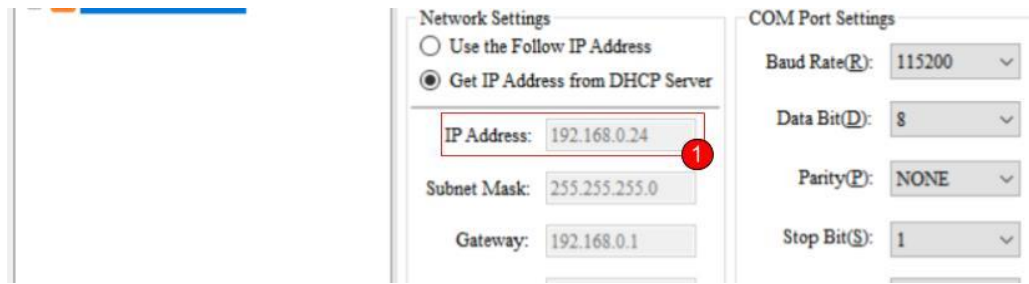 Network Settings
Use the Follow IP Address
Get IP Address from DHCP Server
IP Address: 192.168.0.24
1
Subnet Mask: 255.255.255.0
Gateway: 192.168.0.1
COM Port Settings
Baud Rate(R): 115200
Data Bit(D): 8
Parity(P): NONE
Stop Bit(S): 1